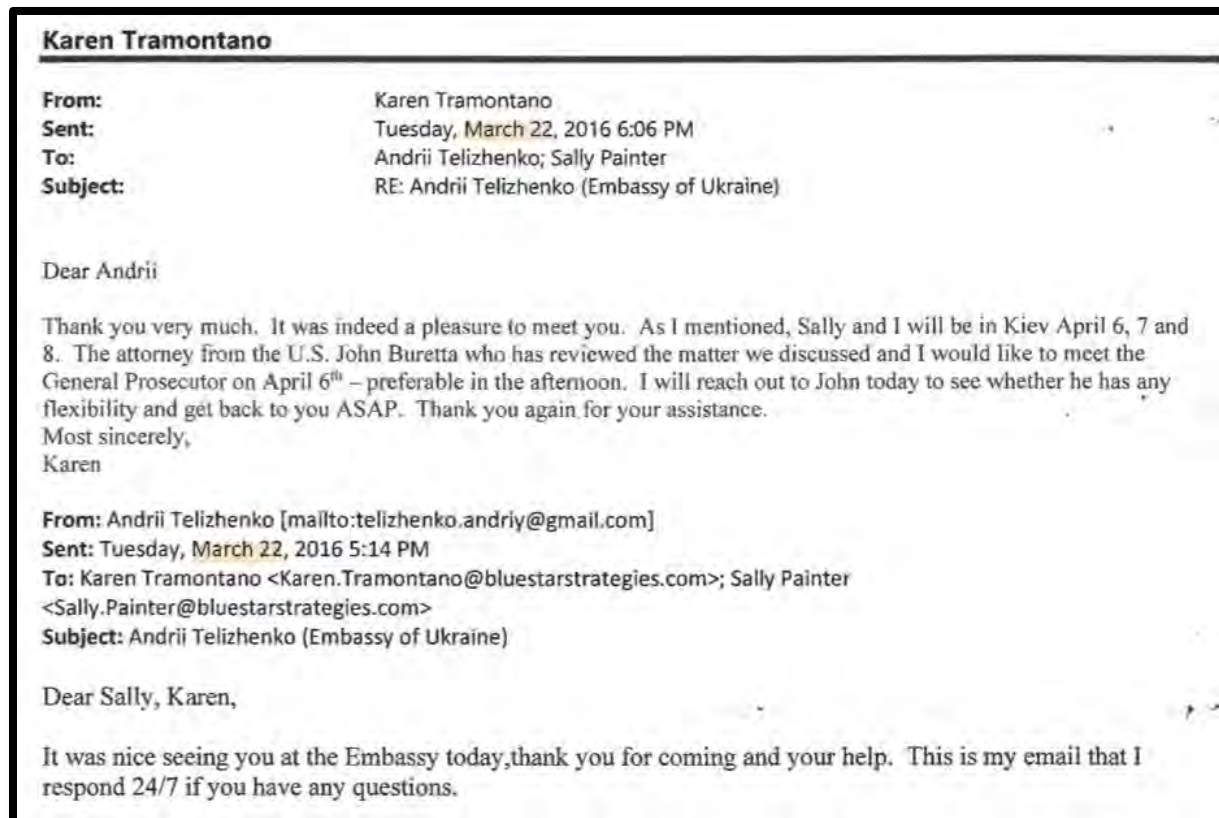 Karen Tramontano
From: Karen Tramontano
Sent: Tuesday, March 22, 2016 6:06 PM
To: Andrii Telizhenko; Sally Painter
Subject: RE: Andrii Telizhenko (Embassy of Ukraine)
Dear Andrii
Thank you very much. It was indeed a pleasure to meet you. As I mentioned, Sally and I will be in Kiev April 6, 7 and
8. The attorney from the U.S. John Buretta who has reviewed the matter we discussed and I would like to meet the
General Prosecutor on April 6th – preferable in the afternoon. I will reach out to John today to see whether he has any
flexibility and get back to you ASAP. Thank you again for your assistance.
Most sincerely,
Karen
From: Andrii Telizhenko [mailto:telizhenko.andriy@gmail.com]
Sent: Tuesday, March 22, 2016 5:14 PM
To: Karen Tramontano <Karen.Tramontano@bluestarstrategies.com>; Sally Painter
<Sally.Painter@bluestarstrategies.com>
Subject: Andrii Telizhenko (Embassy of Ukraine)
Dear Sally, Karen,
It was nice seeing you at the Embassy today,thank you for coming and your help. This is my email that I
respond 24/7 if you have any questions.